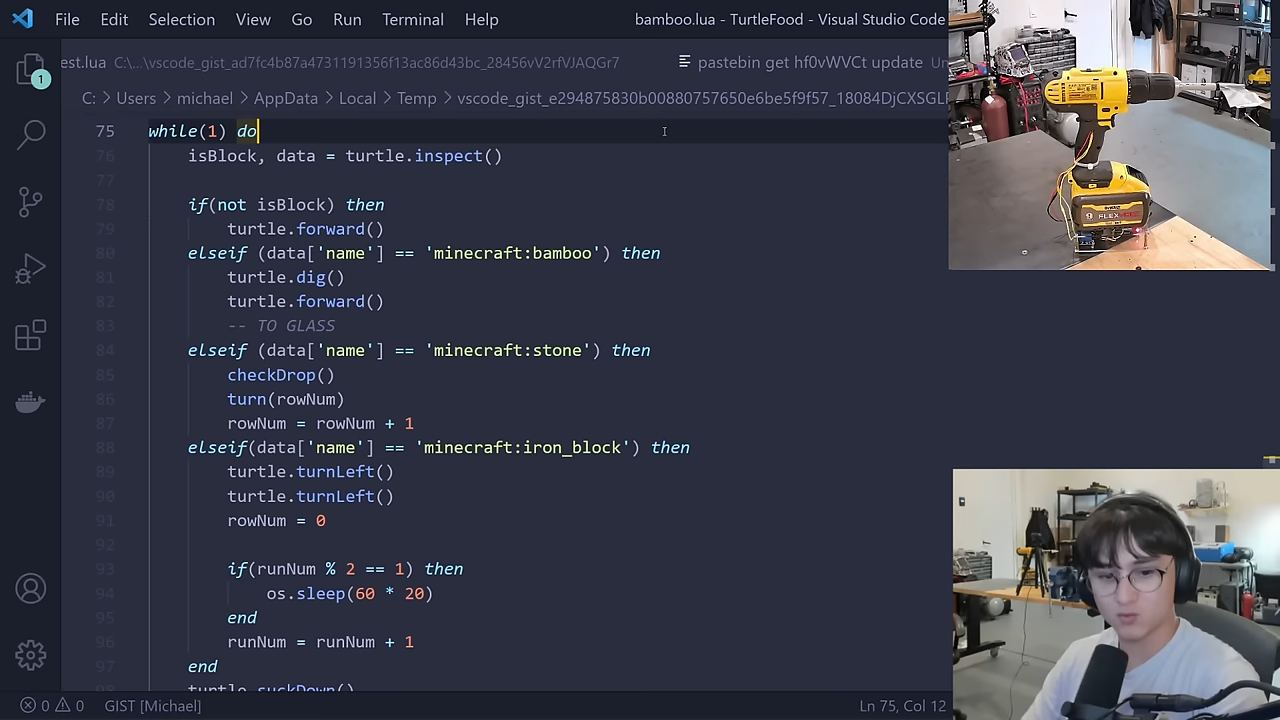 File Edit Selection View Go Run Terminal Help
bamboo.lua - TurtleFood - Visual Studio Code
est.lua C:\...\vscode_gist_ad7fc4b87a4731191356f13ac86d43bc_28456vV2rfVJAQGr7
pastebin get hf0vWVCt update
C: > Users > michael > AppData > Local > Temp > vscode_gist_e294875830b00880757650e6be5f9f57_18084DjCXSGL
1
75 while(1) do
76 isBlock, data = turtle.inspect()
77
78 if(not isBlock) then
79 turtle.forward()
80 elseif (data['name'] == 'minecraft:bamboo') then
81 turtle.dig()
82 turtle.forward()
83 -- TO GLASS
84 elseif (data['name'] == 'minecraft:stone') then
85 checkDrop()
86 turn(rowNum)
87 rowNum = rowNum + 1
88 elseif(data['name'] == 'minecraft:iron_block') then
89 turtle.turnLeft()
90 turtle.turnLeft()
91 rowNum = 0
92
93 if(runNum % 2 == 1) then
94 os.sleep(60 * 20)
95 end
96 runNum = runNum + 1
97 end
98 turtle.suckDown()
0 0 GIST [Michael]
Ln 75, Col 12
FLEX